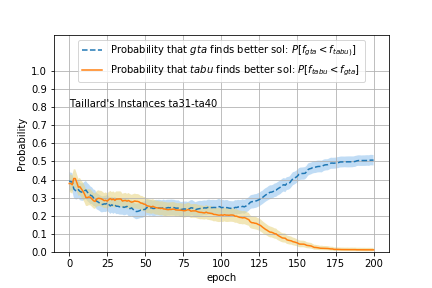 Probability that gta finds better sol: P[f_gta < f_tabu)]
Probability that tabu finds better sol: P[f_tabu < f_gta]
Taillard's Instances ta31-ta40
Probability
1.0
0.9
0.8
0.7
0.6
0.5
0.4
0.3
0.2
0.1
0.0
0 25 50 75 100 125 150 175 200
epoch